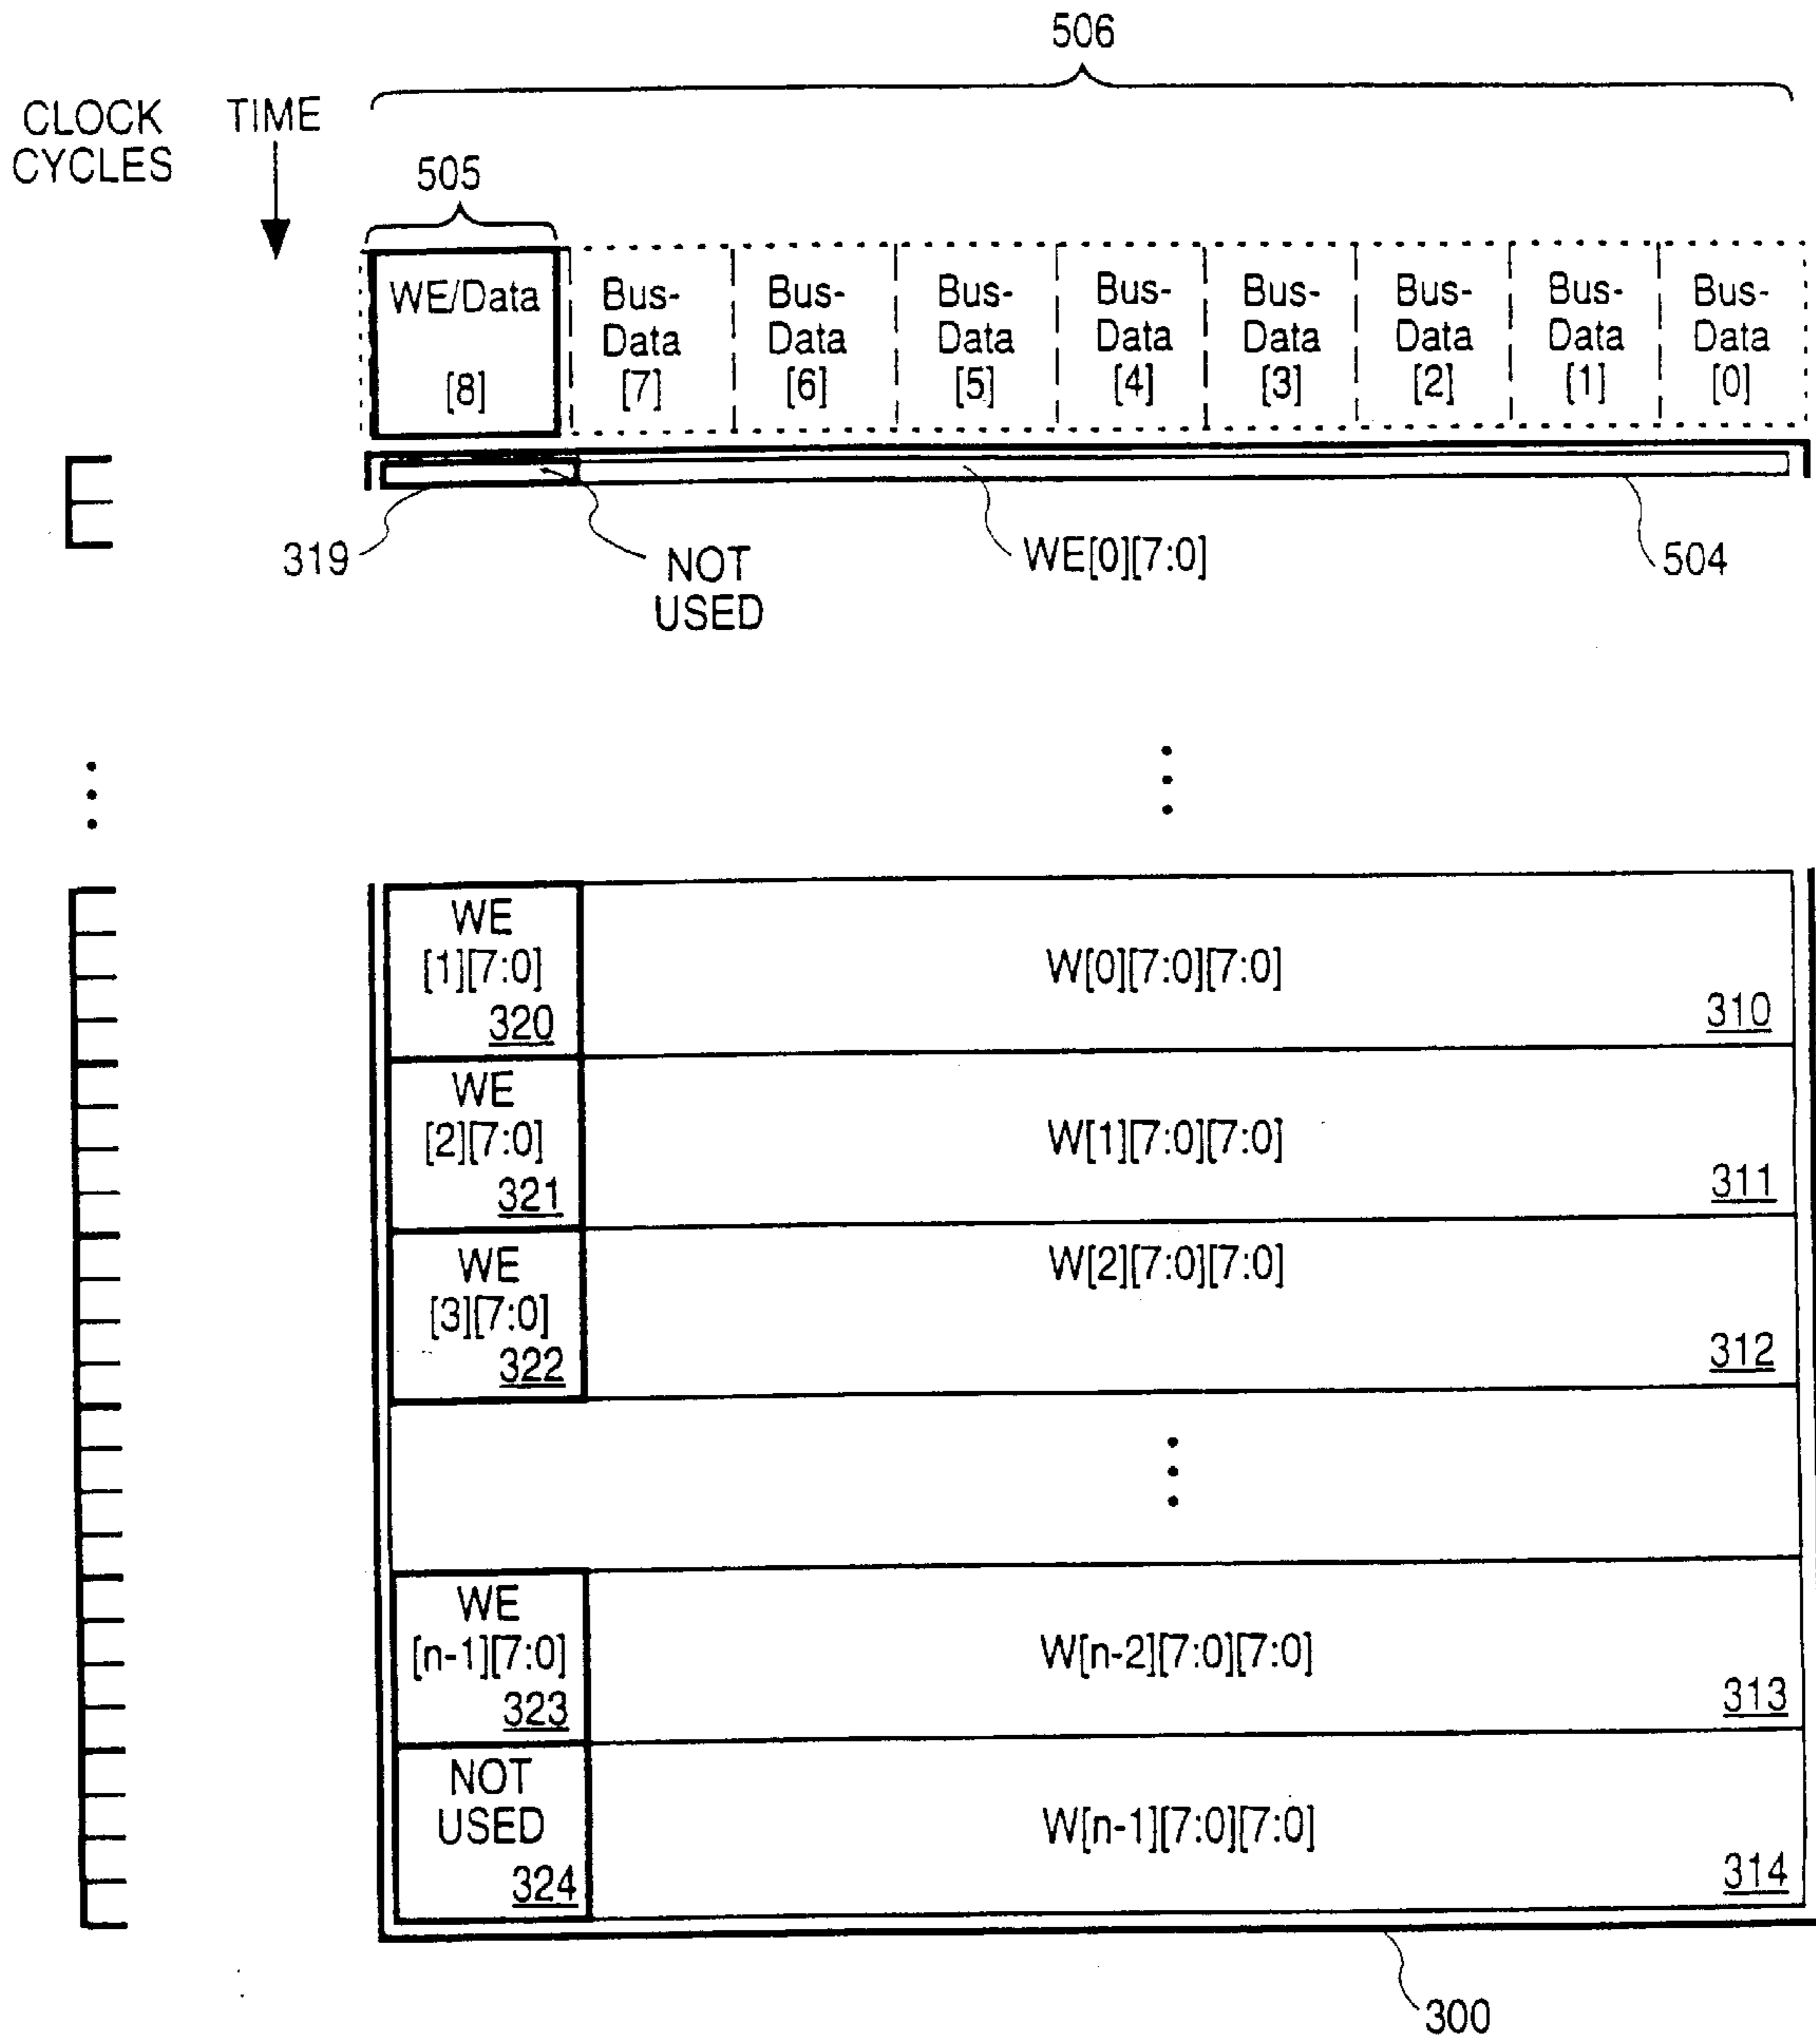 506
CLOCK
CYCLES
TIME
505
WE/Data
[8]
Bus-
Data
[7]
Bus-
Data
[6]
Bus-
Data
[5]
Bus-
Data
[4]
Bus-
Data
[3]
Bus-
Data
[2]
Bus-
Data
[1]
Bus-
Data
[0]
319
NOT
USED
WE[0][7:0]
504
WE
[1][7:0]
320
W[0][7:0][7:0]
310
WE
[2][7:0]
321
W[1][7:0][7:0]
311
WE
[3][7:0]
322
W[2][7:0][7:0]
312
WE
[n-1][7:0]
323
W[n-2][7:0][7:0]
313
NOT
USED
324
W[n-1][7:0][7:0]
314
300